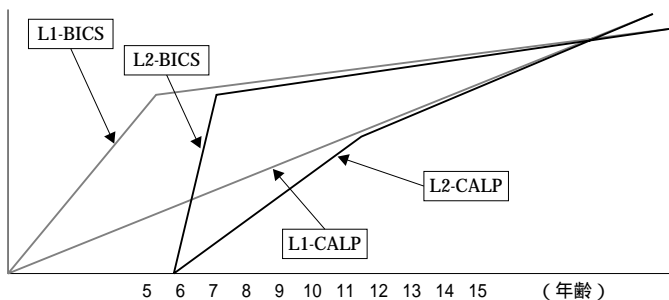 L1-BICS
L2-BICS
L2-CALP
L1-CALP
5 6 7 8 9 10 11 12 13 14 15 （年齢）